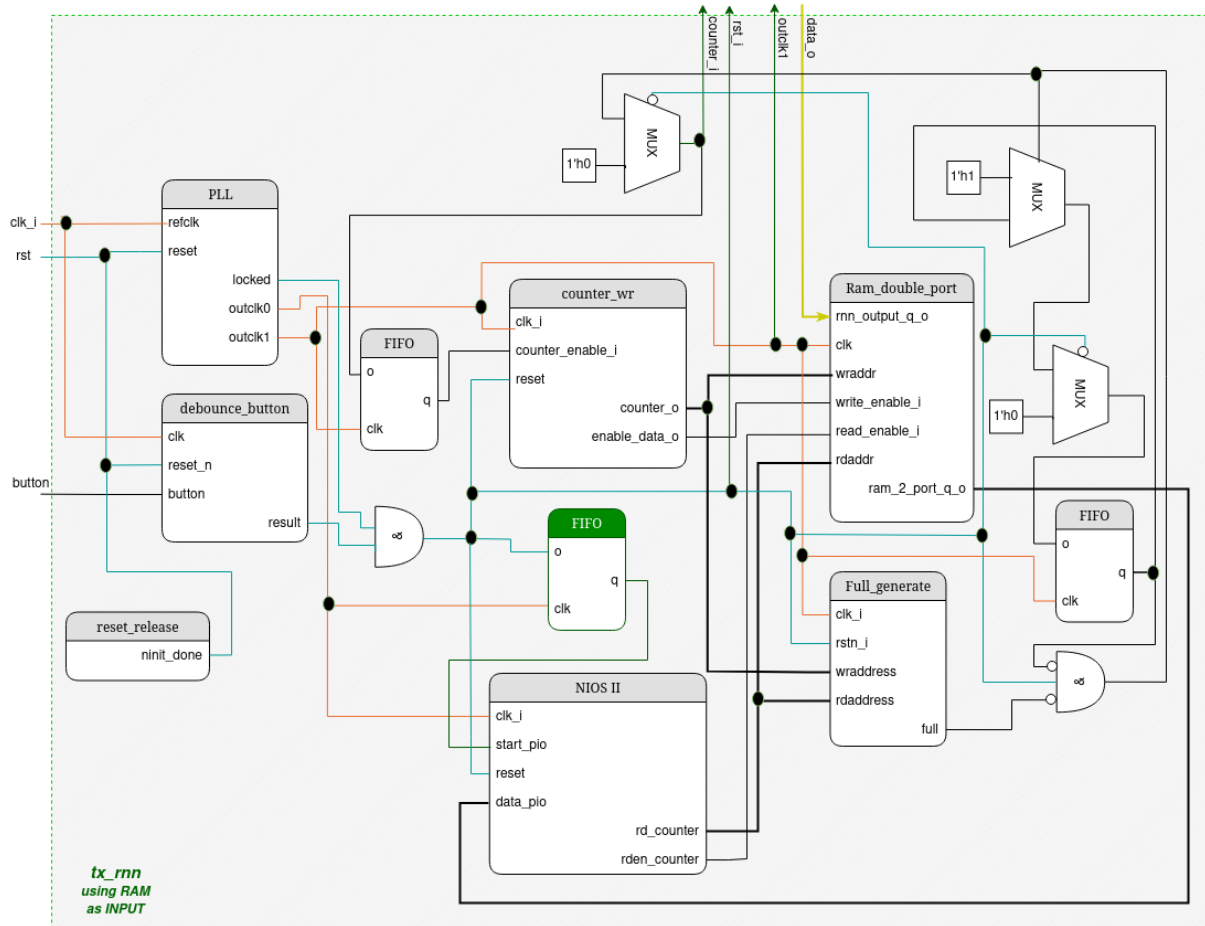 counter_i
rst_i
outclk1
data_o
MUX
1'h0
MUX
1'h1
PLL
clk_i
refclk
rst
reset
locked
outclk0
outclk1
counter_wr
clk_i
counter_enable_i
reset
counter_o
enable_data_o
Ram_double_port
rnn_output_q_o
clk
wraddr
write_enable_i
read_enable_i
rdaddr
ram_2_port_q_o
FIFO
o
q
clk
MUX
1'h0
debounce_button
clk
reset_n
button
button
result
&
FIFO
o
q
clk
FIFO
o
q
clk
Full_generate
clk_i
rstn_i
wraddress
rdaddress
full
&
reset_release
ninit_done
NIOS II
clk_i
start_pio
reset
data_pio
rd_counter
rden_counter
tx_rnn
using RAM
as INPUT